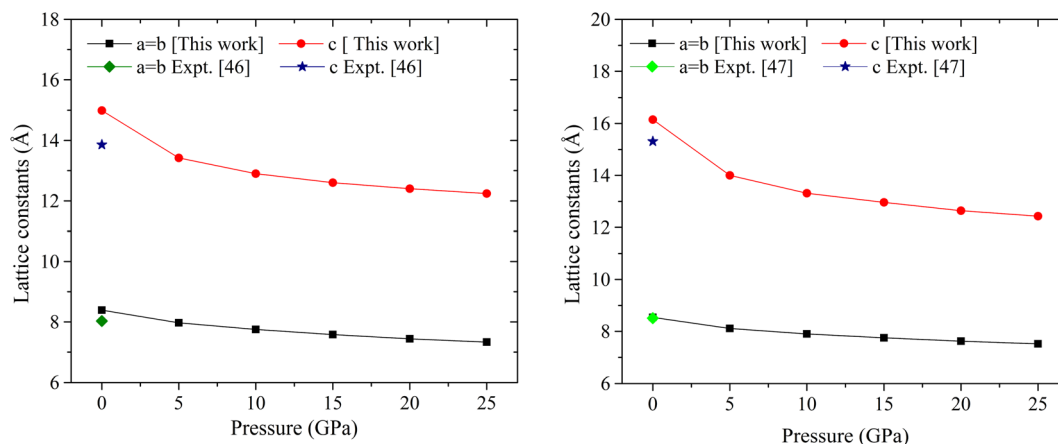 18
16
14
12
10
8
6
Lattice constants (Å)
a=b [This work]
c [ This work]
a=b Expt. [46]
c Expt. [46]
0 5 10 15 20 25
Pressure (GPa)
20
18
16
14
12
10
8
6
Lattice constants (Å)
a=b [This work]
c [This work]
a=b Expt. [47]
c Expt. [47]
0 5 10 15 20 25
Pressure (GPa)